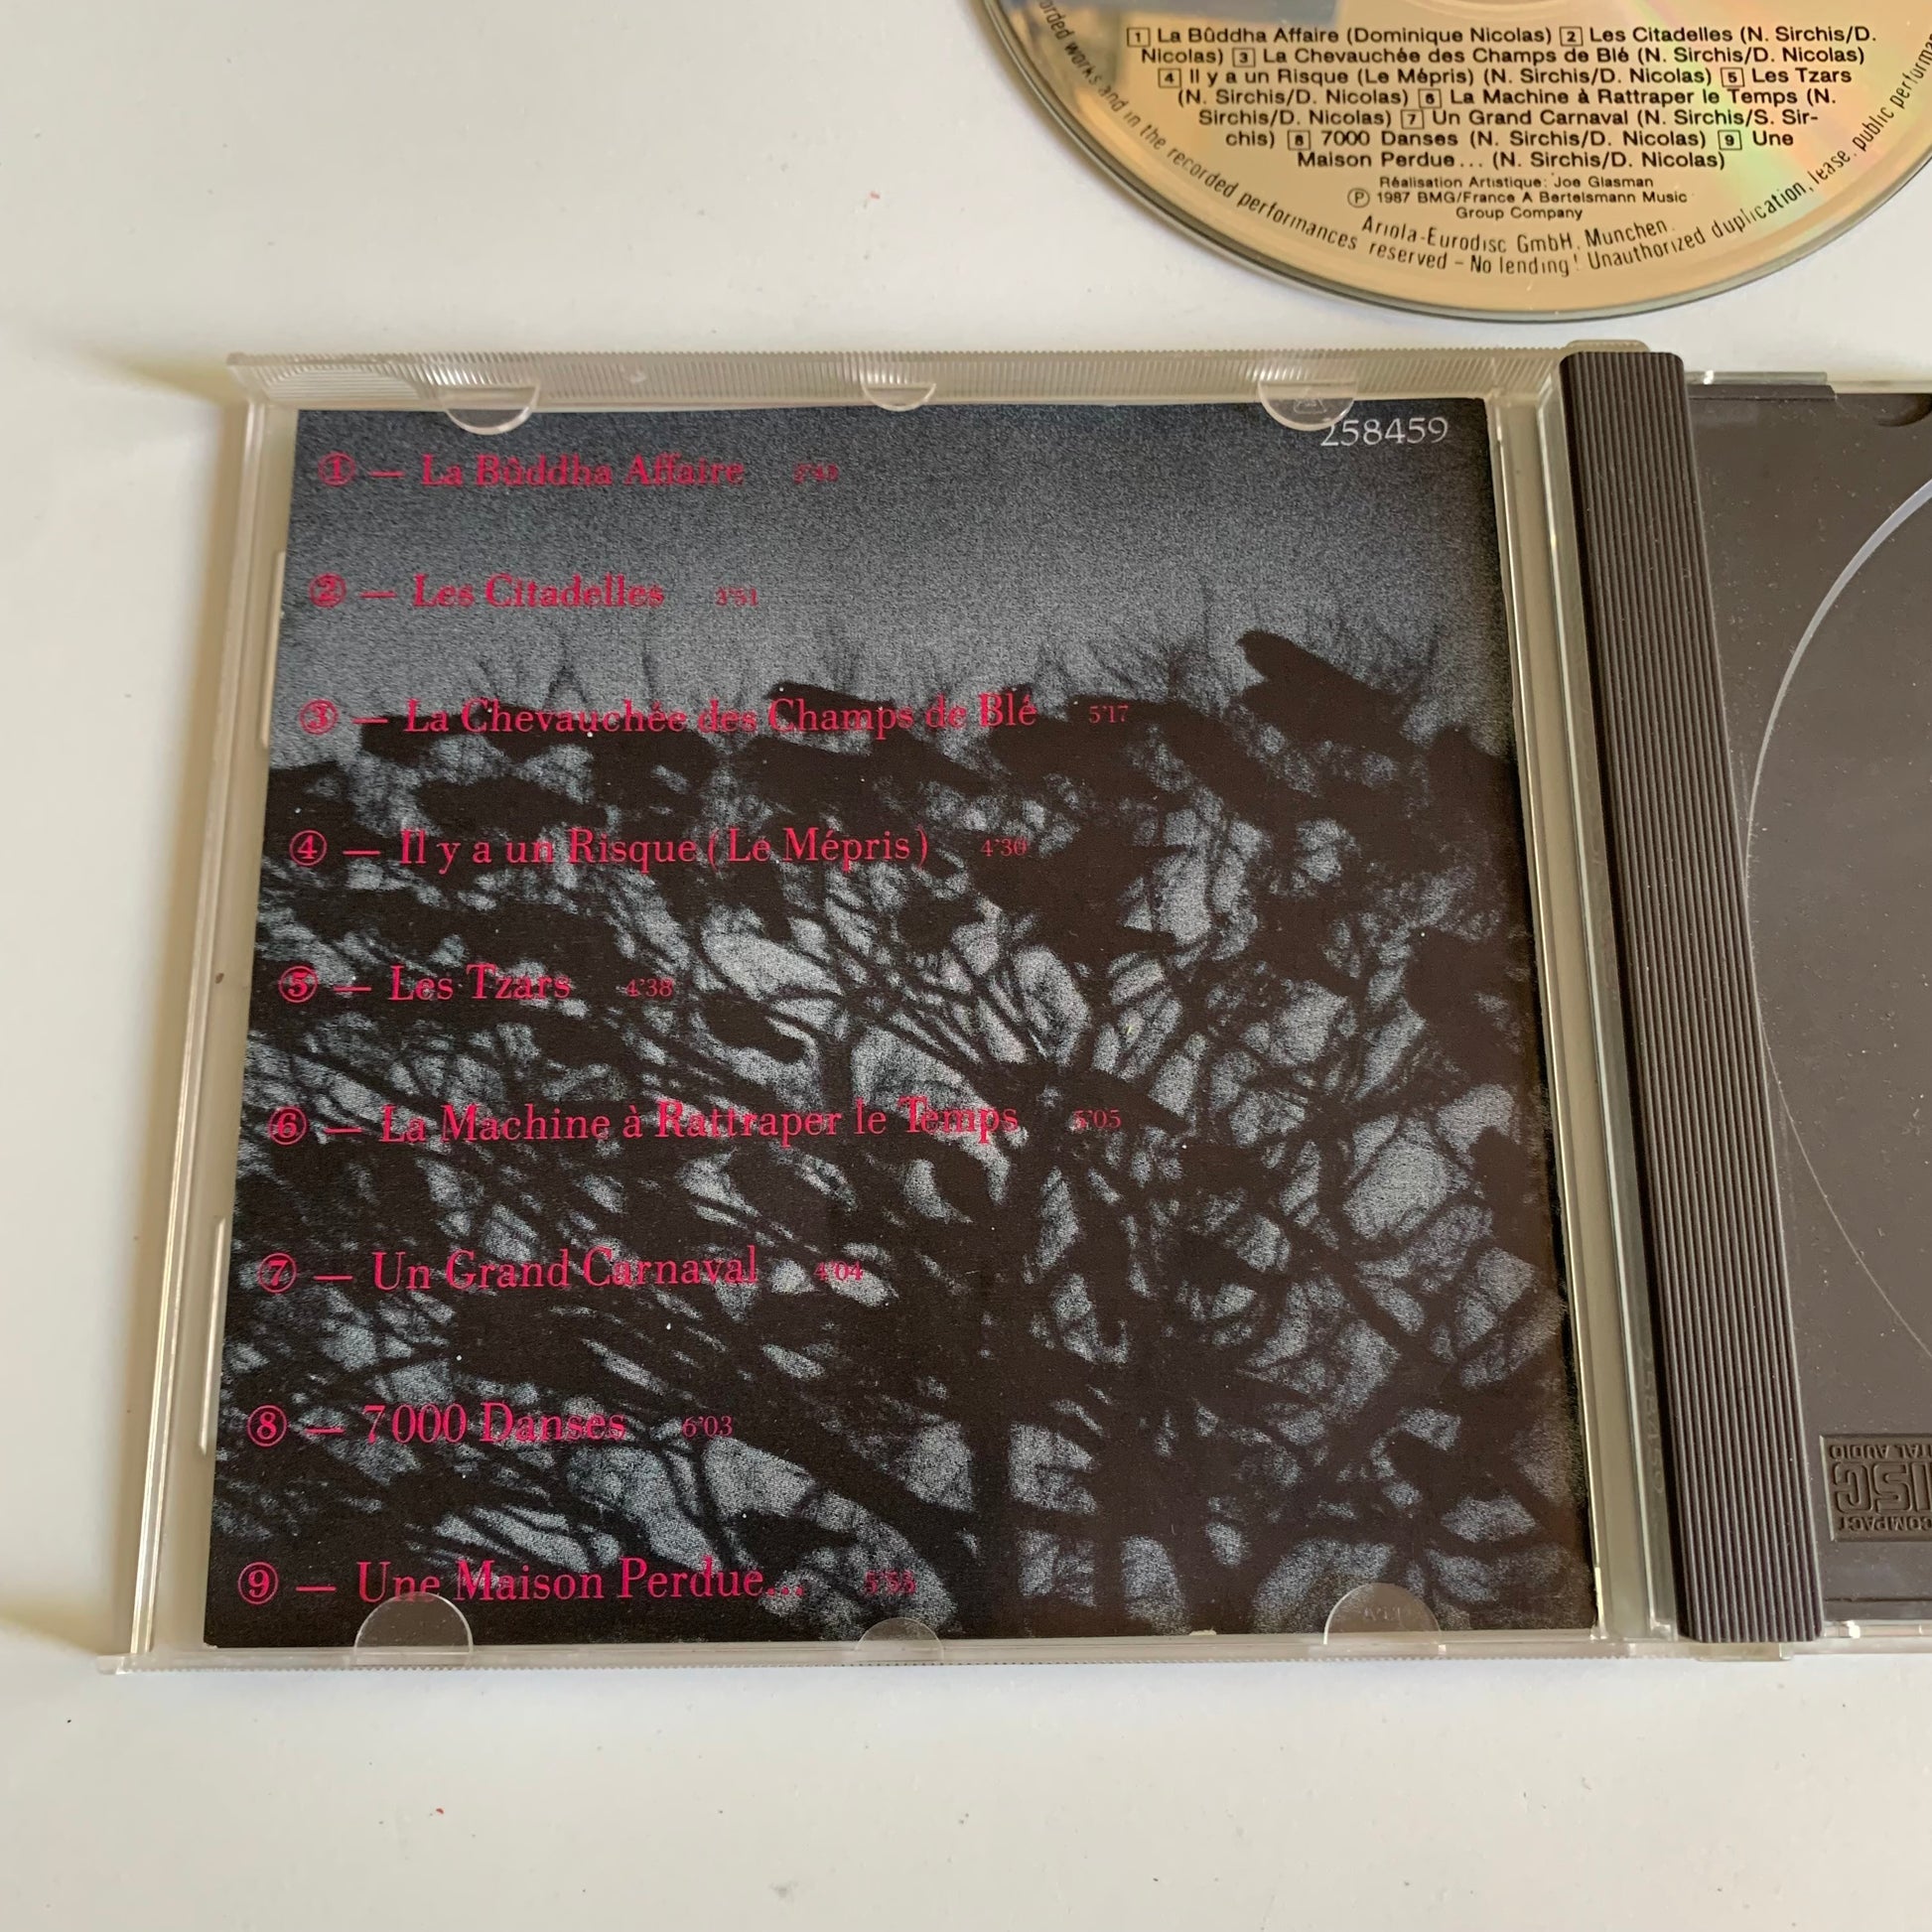 1 La Bûddha Affaire (Dominique Nicolas) 2 Les Citadelles (N. Sirchis/D.
Nicolas) 3 La Chevauchée des Champs de Blé (N. Sirchis/D. Nicolas)
4 Il y a un Risque (Le Mépris) (N. Sirchis/D. Nicolas) 5 Les Tzars
(N. Sirchis/D. Nicolas) 6 La Machine à Rattraper le Temps (N.
Sirchis/D. Nicolas) 7 Un Grand Carnaval (N. Sirchis/S. Sir-
chis) 8 7000 Danses (N. Sirchis/D. Nicolas) 9 Une
Maison Perdue... (N. Sirchis/D. Nicolas)
Réalisation Artistique: Joe Glasman
Ⓟ 1987 BMG/France A Bertelsmann Music
Group Company
Ariola-Eurodisc GmbH. Munchen.
works and in the recorded performances reserved – No lending! Unauthorized duplication, lease, public
258459
① — La Bûddha Affaire
② — Les Citadelles 3'51
③ — La Chevauchée des Champs de Blé 5'17
④ — Il y a un Risque (Le Mépris) 4'30
⑤ — Les Tzars 4'38
⑥ — La Machine à Rattraper le Temps 5'05
⑦ — Un Grand Carnaval 4'04
⑧ — 7000 Danses 6'03
⑨ — Une Maison Perdue... 5'53
COMPACT